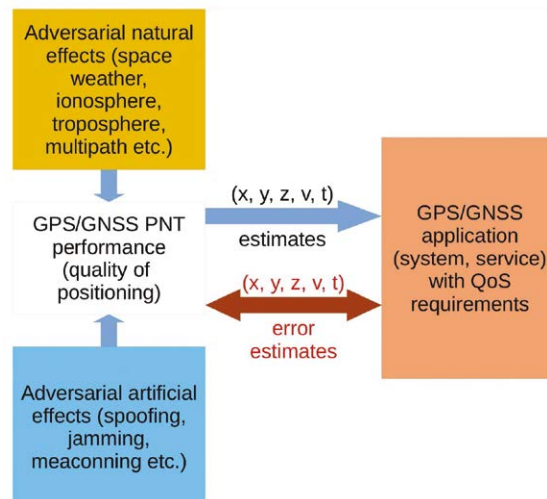 Adversarial natural
effects (space
weather,
ionosphere,
troposphere,
multipath etc.)
GPS/GNSS PNT
performance
(quality of
positioning)
Adversarial artificial
effects (spoofing,
jamming,
meaconning etc.)
(x, y, z, v, t)
estimates
(x, y, z, v, t)
error
estimates
GPS/GNSS
application
(system, service)
with QoS
requirements